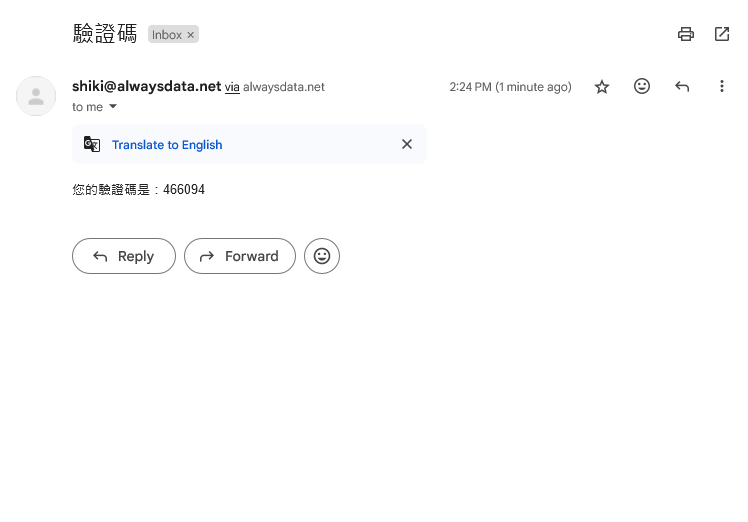 驗證碼 Inbox ×
shiki@alwaysdata.net via alwaysdata.net 2:24 PM (1 minute ago)
to me
Translate to English
您的驗證碼是：466094
Reply Forward